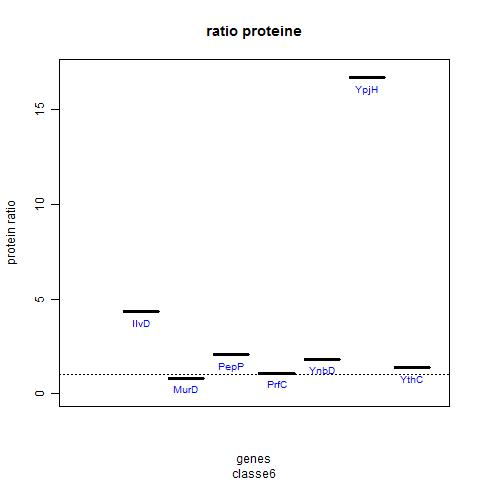 ratio proteine
protein ratio
15
10
5
0
YpjH
IlvD
PepP
YnbD
YthC
PrfC
MurD
genes
classe6